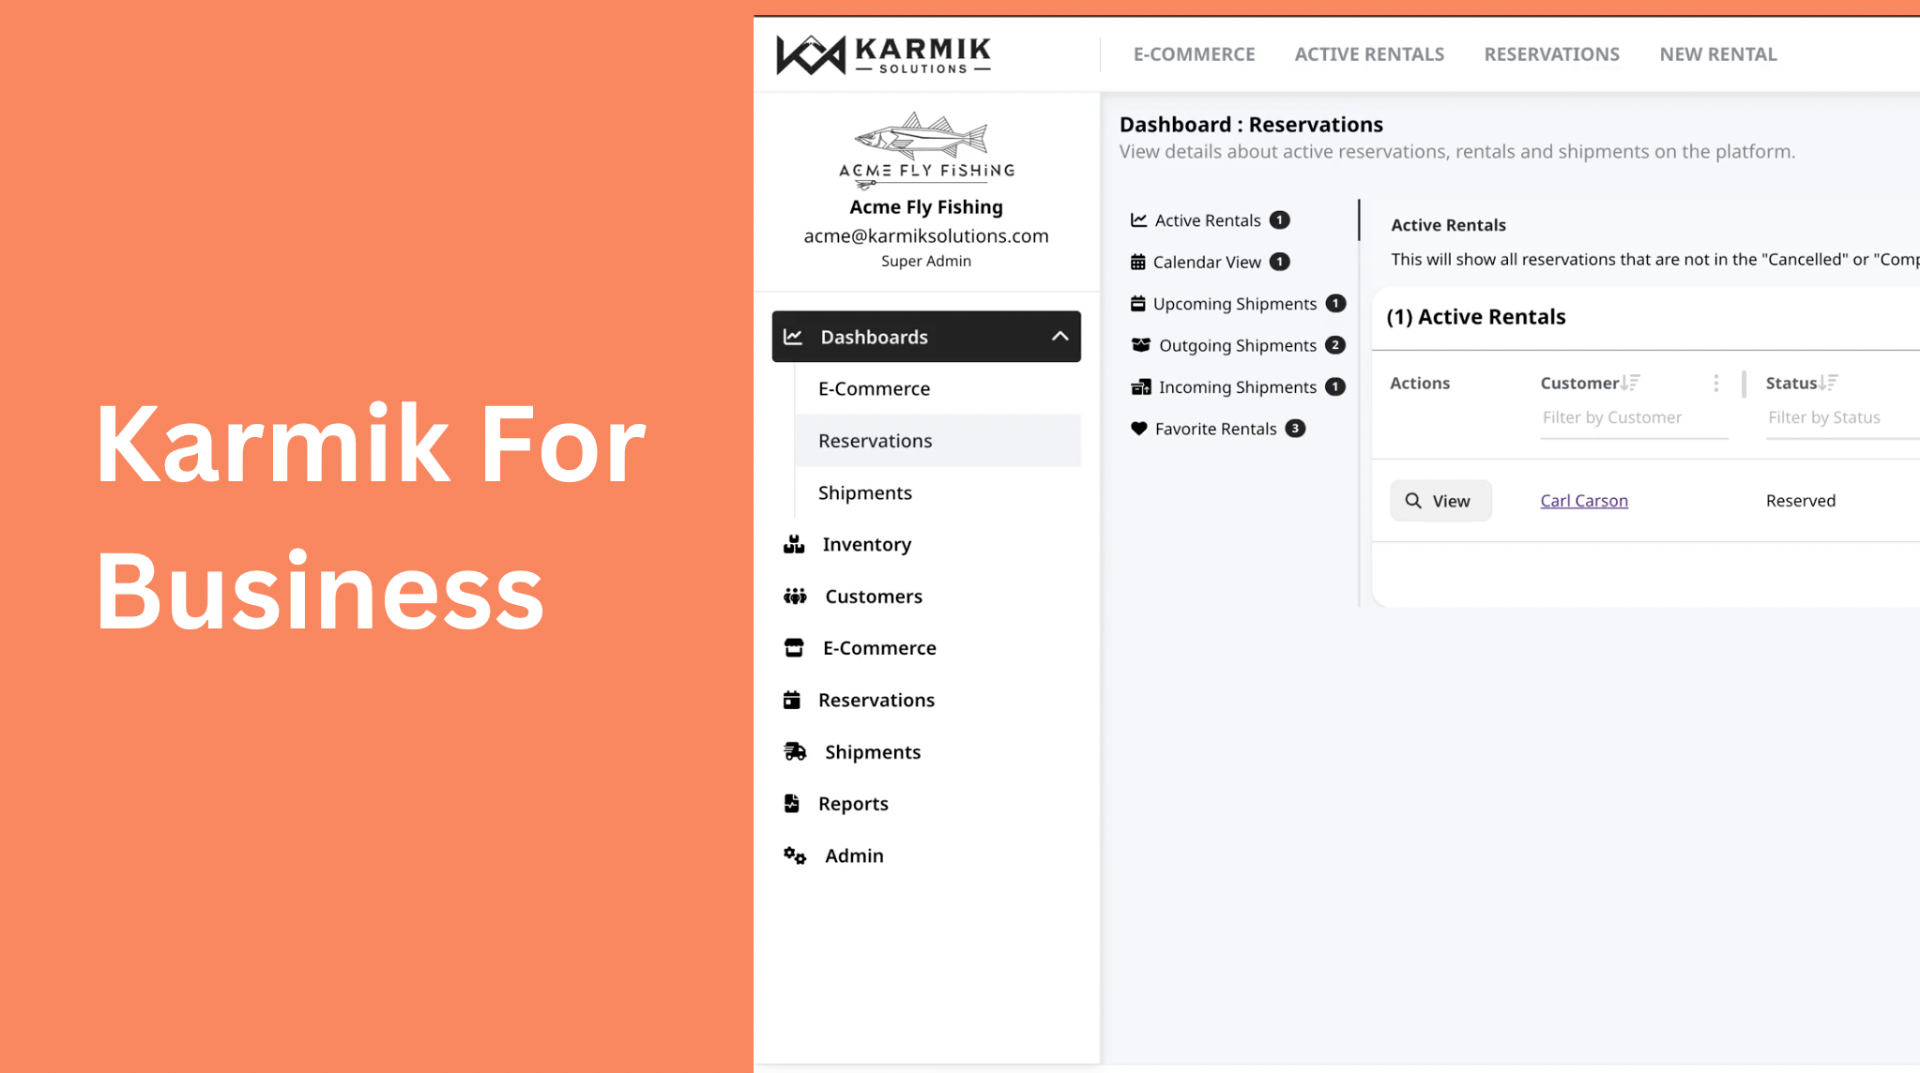 Karmik For
Business
KARMIK
SOLUTIONS
E-COMMERCE
ACTIVE RENTALS
RESERVATIONS
NEW RENTAL
ACME FLY FISHING
Acme Fly Fishing
acme@karmiksolutions.com
Super Admin
Dashboards
E-Commerce
Reservations
Shipments
Inventory
Customers
E-Commerce
Reservations
Shipments
Reports
Admin
Dashboard : Reservations
View details about active reservations, rentals and shipments on the platform.
Active Rentals 1
Calendar View 1
Upcoming Shipments 1
Outgoing Shipments 2
Incoming Shipments 1
Favorite Rentals 3
Active Rentals
This will show all reservations that are not in the "Cancelled" or "Comp
(1) Active Rentals
Actions
Customer
Status
Filter by Customer
Filter by Status
View
Carl Carson
Reserved